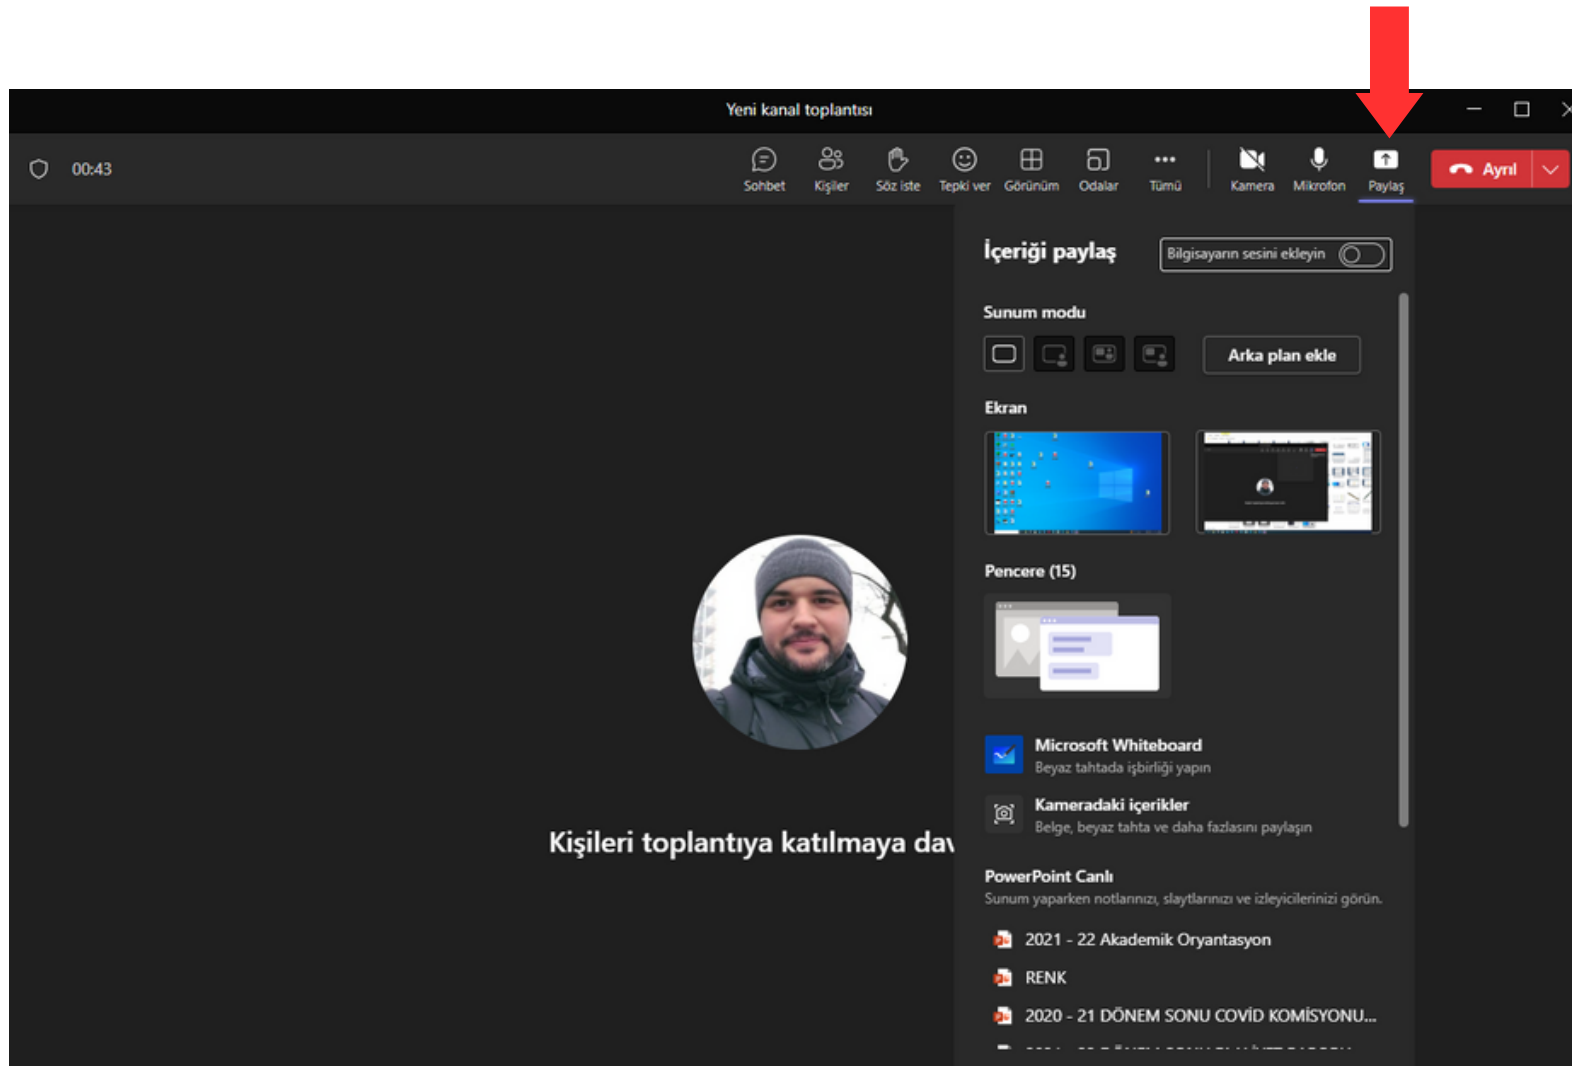 Yeni kanal toplantısı
00:43
Sohbet
Kişiler
Söz iste
Tepki ver
Görünüm
Odalar
Tümü
Kamera
Mikrofon
Paylaş
Ayrıl
İçeriği paylaş
Bilgisayarın sesini ekleyin
Sunum modu
Arka plan ekle
Ekran
Pencere (15)
Microsoft Whiteboard
Beyaz tahtada işbirliği yapın
Kameradaki içerikler
Belge, beyaz tahta ve daha fazlasını paylaşın
Kişileri toplantıya katılmaya dav
PowerPoint Canlı
Sunum yaparken notlarınızı, slaytlarınızı ve izleyicilerinizi görün.
2021 - 22 Akademik Oryantasyon
RENK
2020 - 21 DÖNEM SONU COVİD KOMİSYONU...